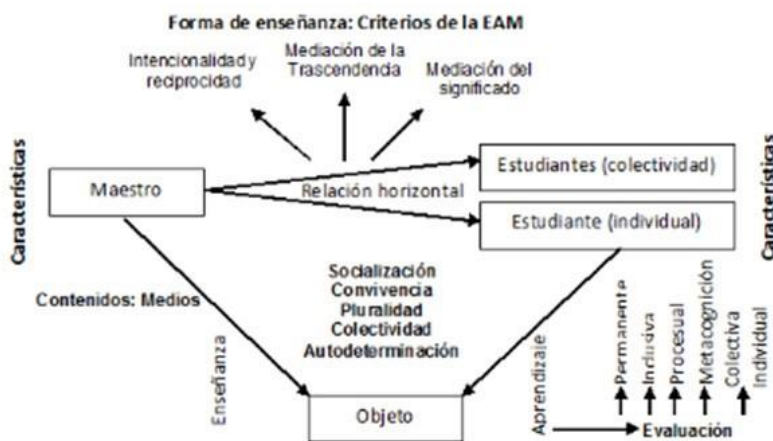 Forma de enseñanza: Criterios de la EAM
Intencionalidad y
reciprocidad
Mediación de la
Trascendencia
Mediación del
significado
Características
Maestro
Relación horizontal
Estudiantes (colectividad)
Estudiante (individual)
Características
Contenidos: Medios
Socialización
Convivencia
Pluralidad
Colectividad
Autodeterminación
Enseñanza
Objeto
Aprendizaje
Permanente
Inclusiva
Procesual
Metacognición
Colectiva
Individual
Evaluación